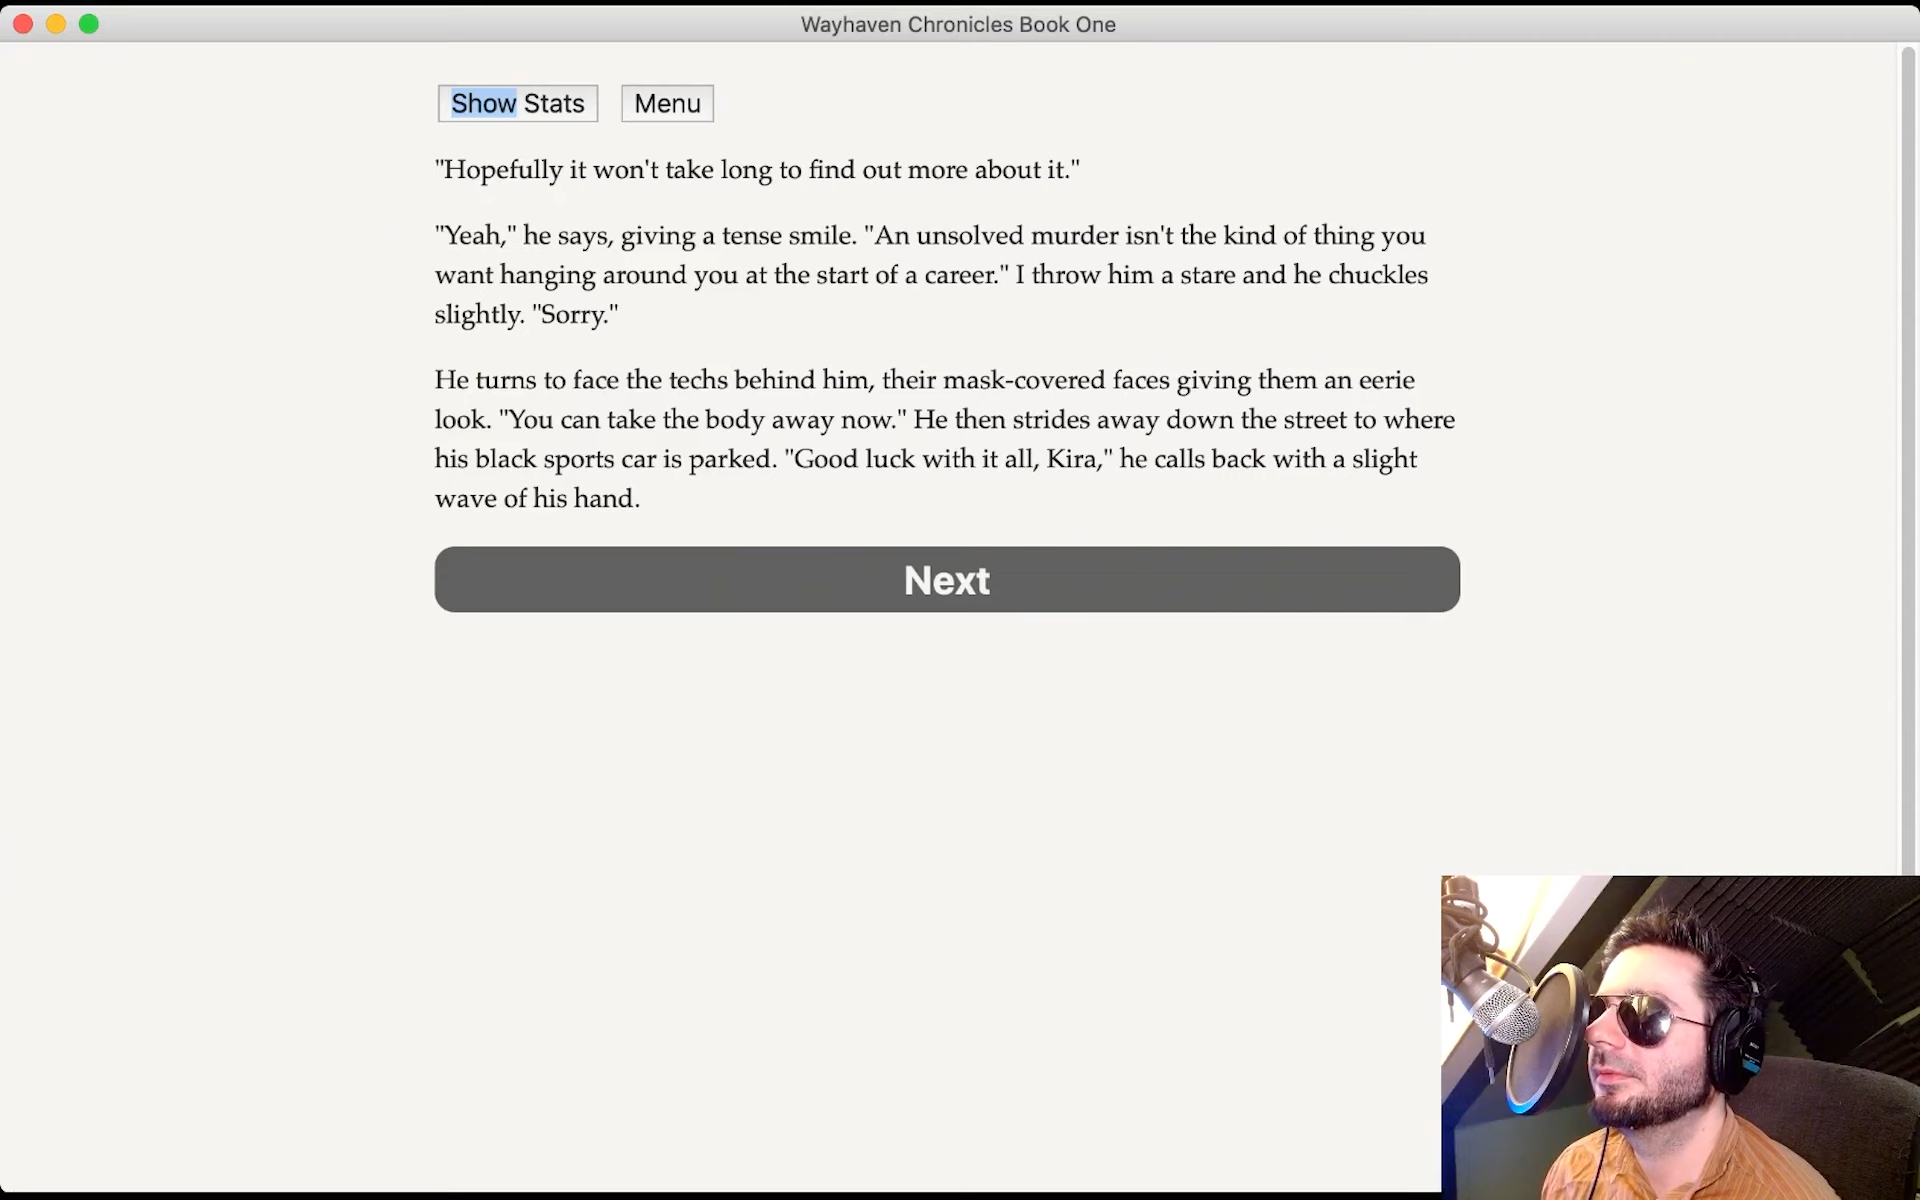 Wayhaven Chronicles Book One
Show Stats Menu
"Hopefully it won't take long to find out more about it."
"Yeah," he says, giving a tense smile. "An unsolved murder isn't the kind of thing you
want hanging around you at the start of a career." I throw him a stare and he chuckles
slightly. "Sorry."
He turns to face the techs behind him, their mask-covered faces giving them an eerie
look. "You can take the body away now." He then strides away down the street to where
his black sports car is parked. "Good luck with it all, Kira," he calls back with a slight
wave of his hand.
Next